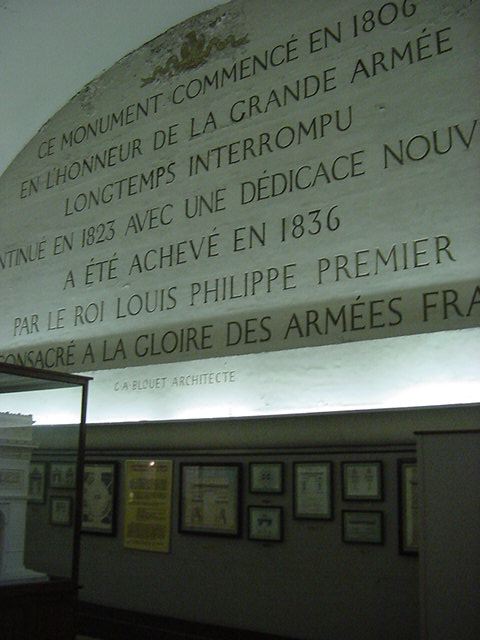 CE MONUMENT COMMENCÉ EN 1806
EN L'HONNEUR DE LA GRANDE ARMÉE
LONGTEMPS INTERROMPU
NTINUÉ EN 1823 AVEC UNE DÉDICACE NOUV
A ÉTÉ ACHEVÉ EN 1836
PAR LE ROI LOUIS PHILIPPE PREMIER
CONSACRÉ A LA GLOIRE DES ARMÉES FRA
C.A BLOUET ARCHITECTE